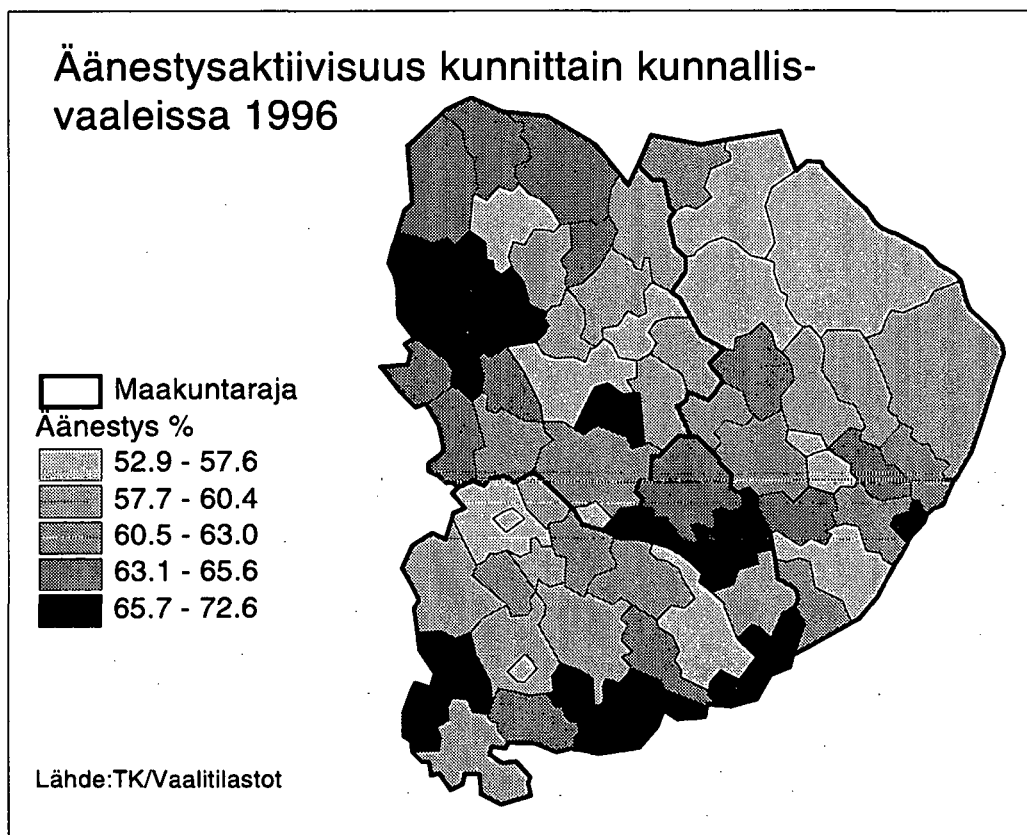 Äänestysaktiivisuus kunnittain kunnallis-
vaaleissa 1996
Maakuntaraja
Äänestys %
52.9 - 57.6
57.7 - 60.4
60.5 - 63.0
63.1 - 65.6
65.7 - 72.6
Lähde:TK/Vaalitilastot